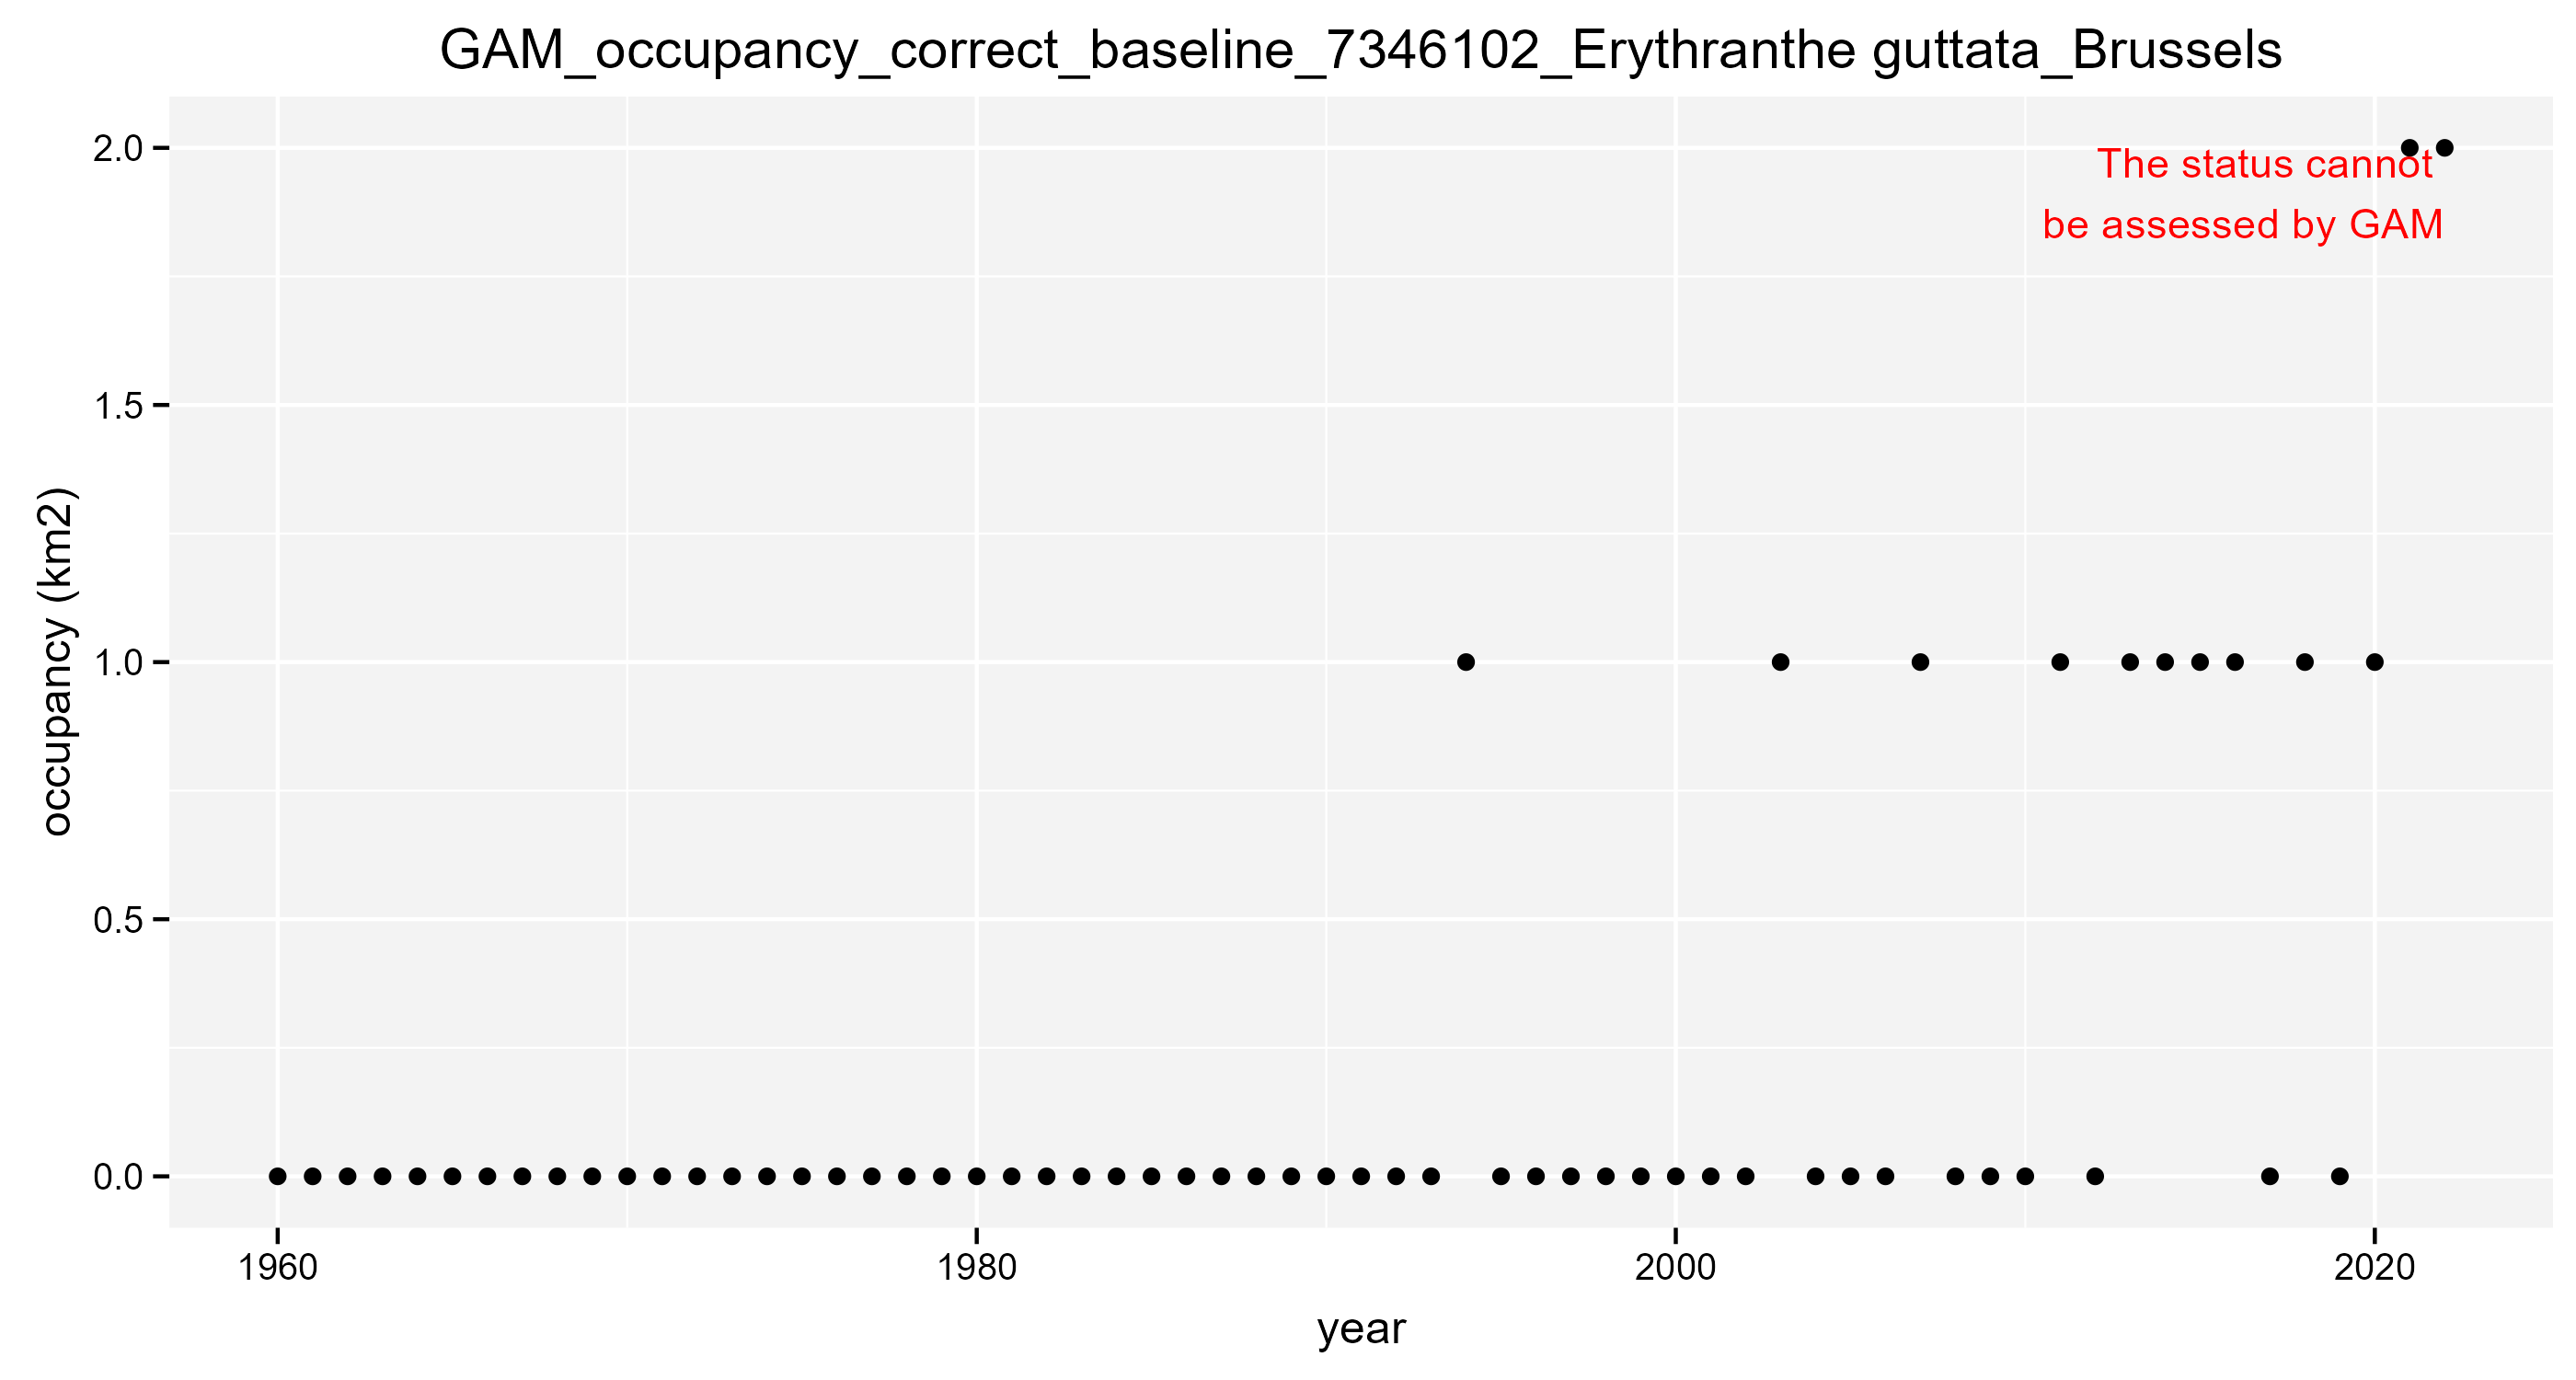 GAM_occupancy_correct_baseline_7346102_Erythranthe guttata_Brussels
2.0
The status cannot
be assessed by GAM
1.5
occupancy (km2)
1.0
0.5
0.0
1960 1980 2000 2020
year